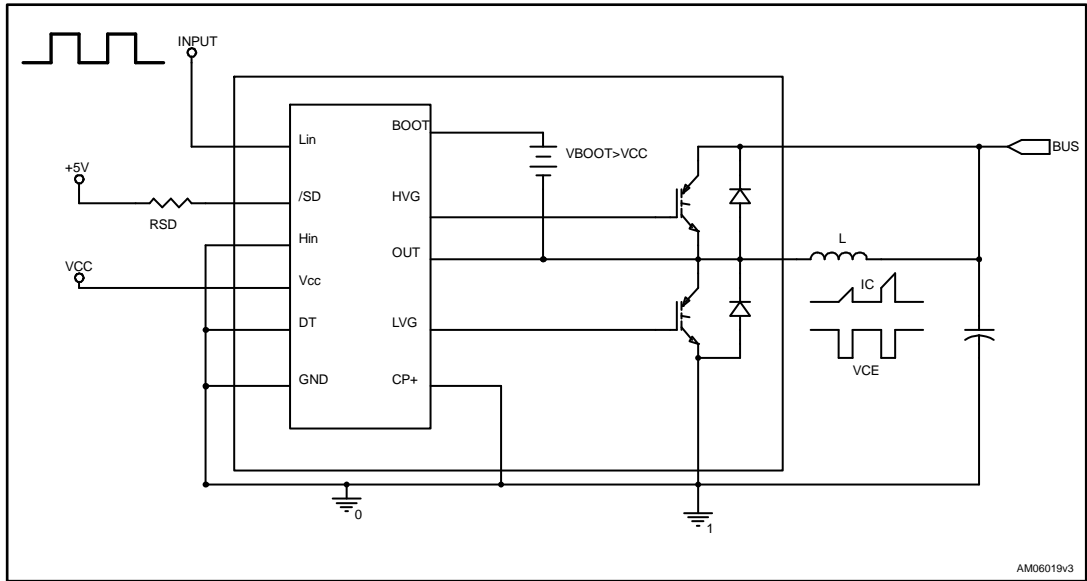 INPUT
Lin
BOOT
VBOOT>VCC
BUS
+5V
/SD
HVG
RSD
Hin
OUT
L
VCC
Vcc
IC
DT
LVG
VCE
GND
CP+
0
1
AM06019v3